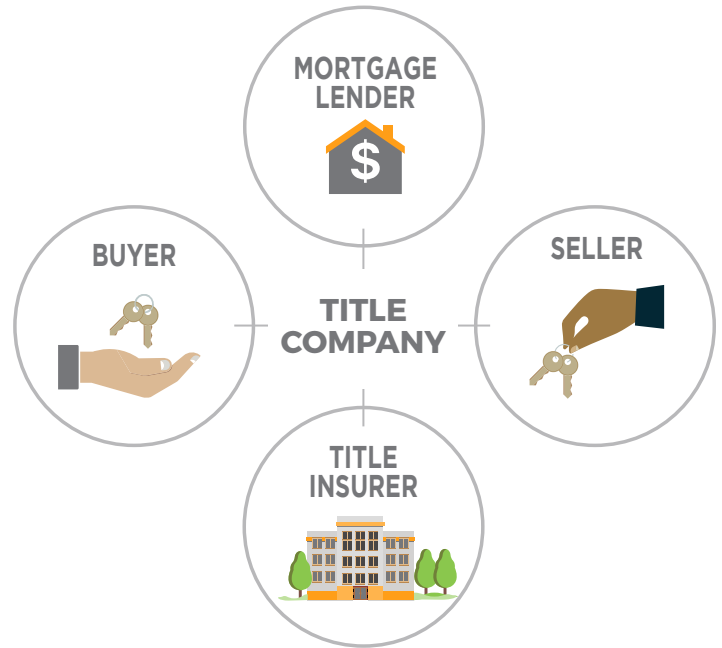 MORTGAGE
LENDER
$
BUYER
SELLER
TITLE
COMPANY
TITLE
INSURER